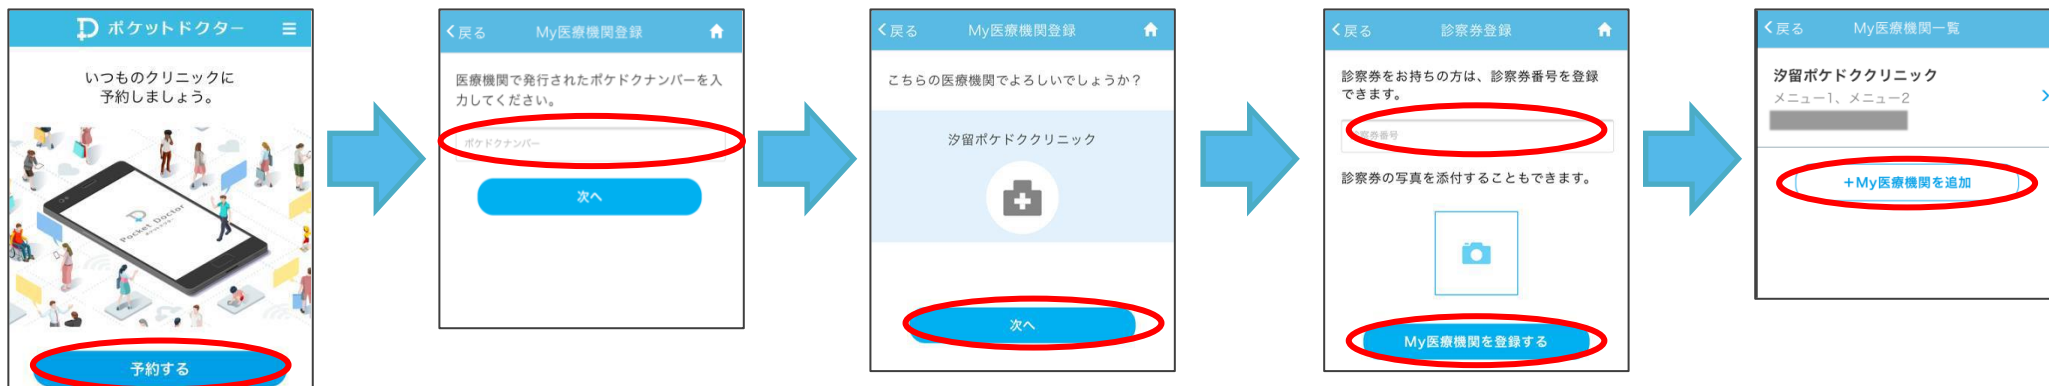 ポケットドクター
いつものクリニックに
予約しましょう。
Pocket Doctor
予約する
戻る My医療機関登録
医療機関で発行されたポケドクナンバーを入
力してください。
ポケドクナンバー
次へ
戻る My医療機関登録
こちらの医療機関でよろしいでしょうか？
汐留ポケドククリニック
次へ
戻る 診察券登録
診察券をお持ちの方は、診察券番号を登録
できます。
診察券番号
診察券の写真を添付することもできます。
My医療機関を登録する
戻る My医療機関一覧
汐留ポケドククリニック
メニュー1、メニュー2
+My医療機関を追加